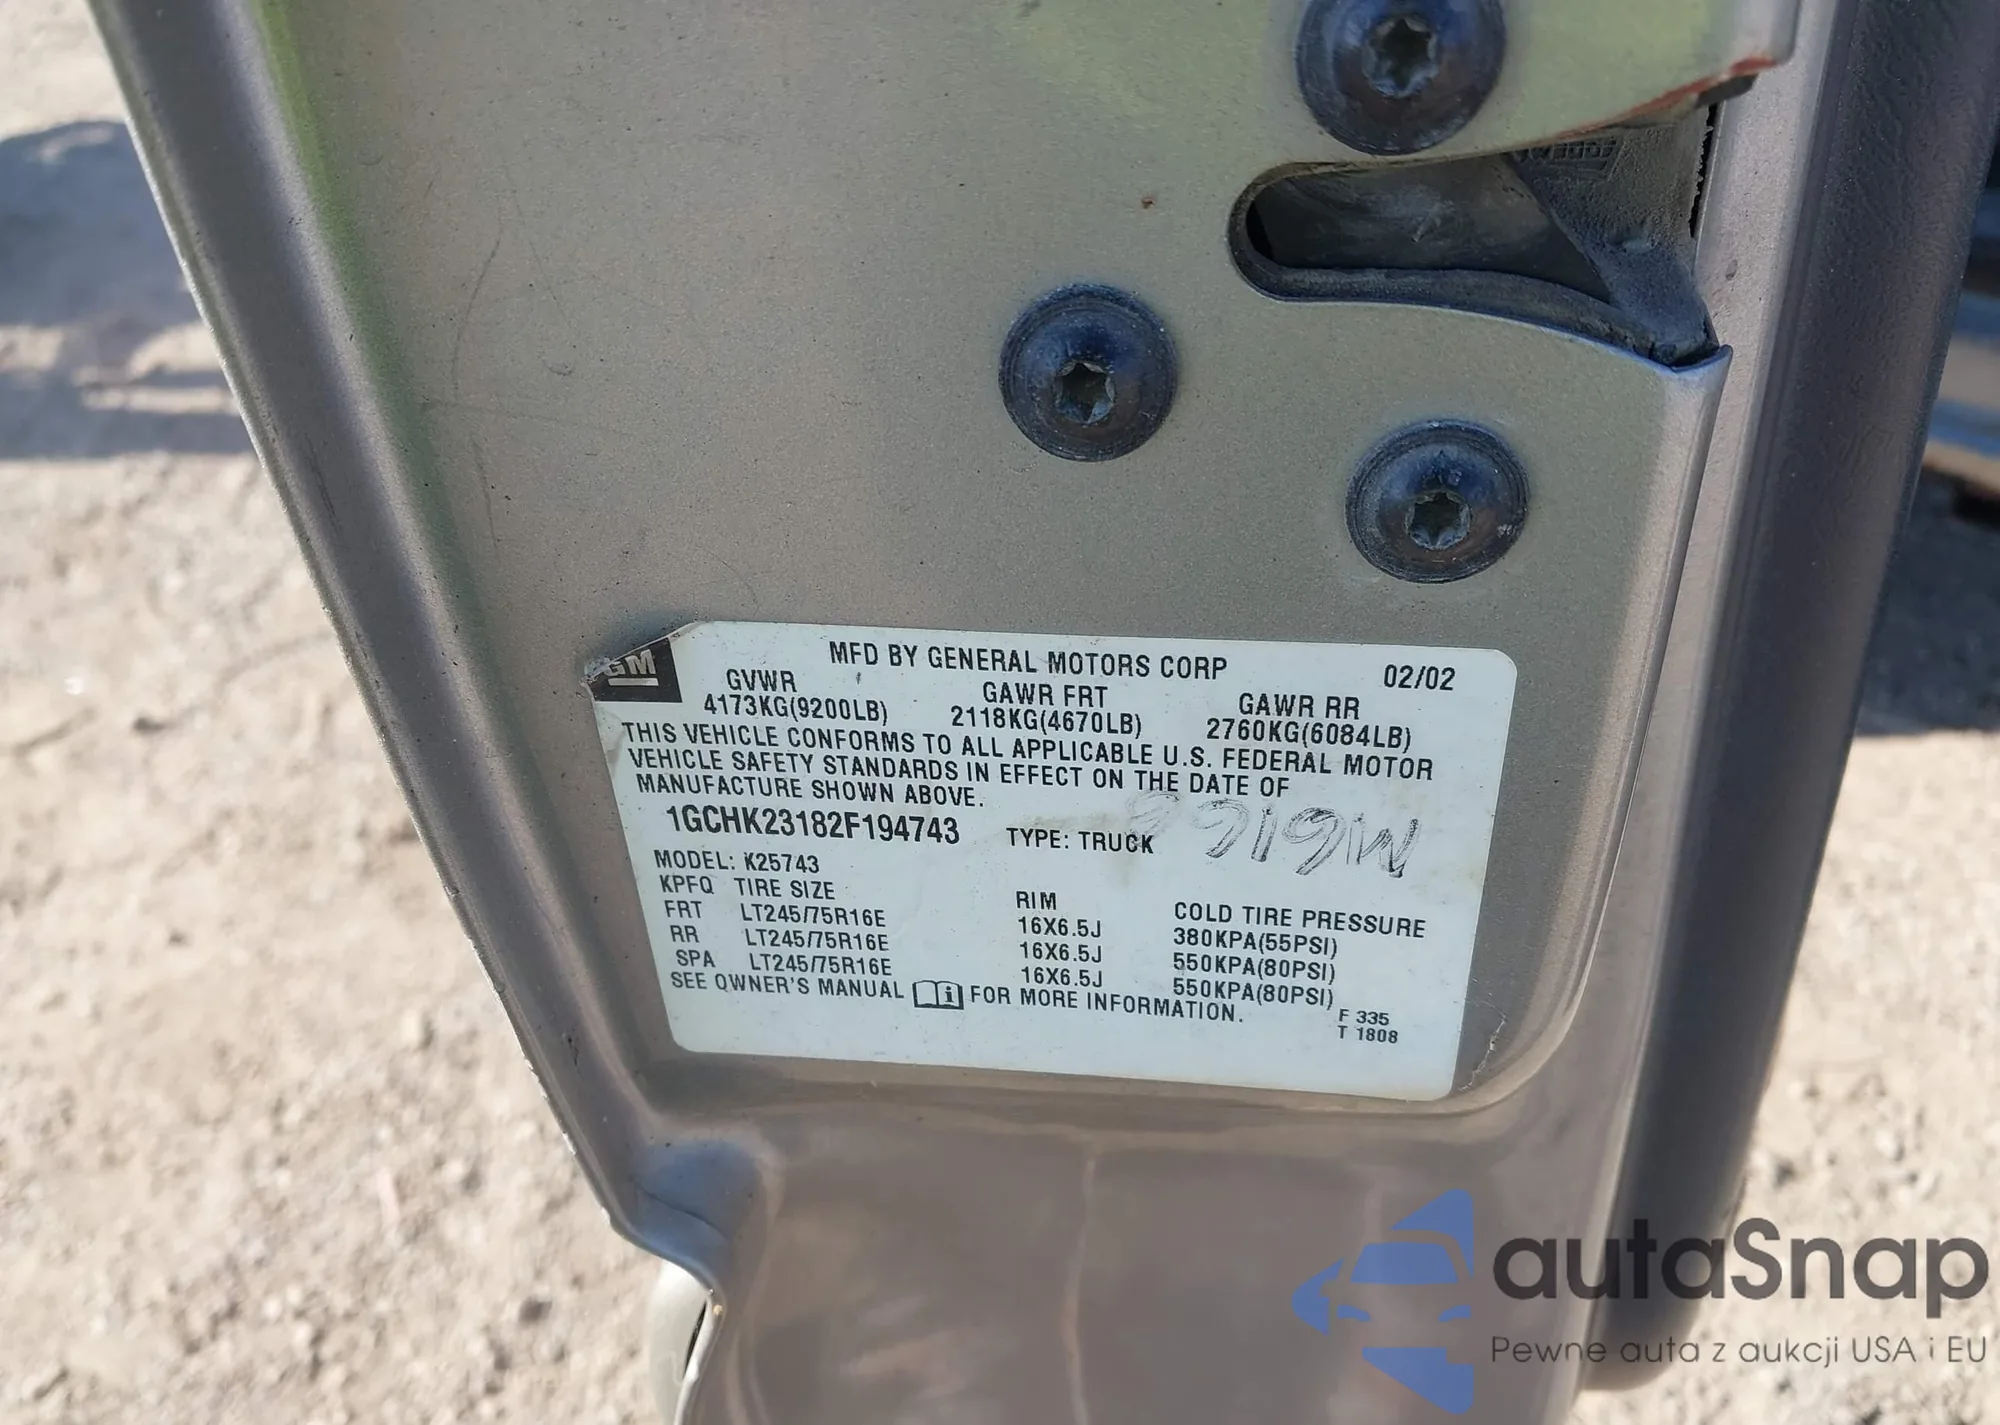 GM
MFD BY GENERAL MOTORS CORP 02/02
GVWR GAWR FRT GAWR RR
4173KG(9200LB) 2118KG(4670LB) 2760KG(6084LB)
THIS VEHICLE CONFORMS TO ALL APPLICABLE U.S. FEDERAL MOTOR
VEHICLE SAFETY STANDARDS IN EFFECT ON THE DATE OF
MANUFACTURE SHOWN ABOVE.
1GCHK23182F194743 TYPE: TRUCK
MODEL: K25743
KPFQ TIRE SIZE RIM COLD TIRE PRESSURE
FRT LT245/75R16E 16X6.5J 380KPA(55PSI)
RR LT245/75R16E 16X6.5J 550KPA(80PSI)
SPA LT245/75R16E 16X6.5J 550KPA(80PSI)
SEE OWNER'S MANUAL i FOR MORE INFORMATION.
F 335
T 1808
autaSnap
Pewne auta z aukcji USA i EU